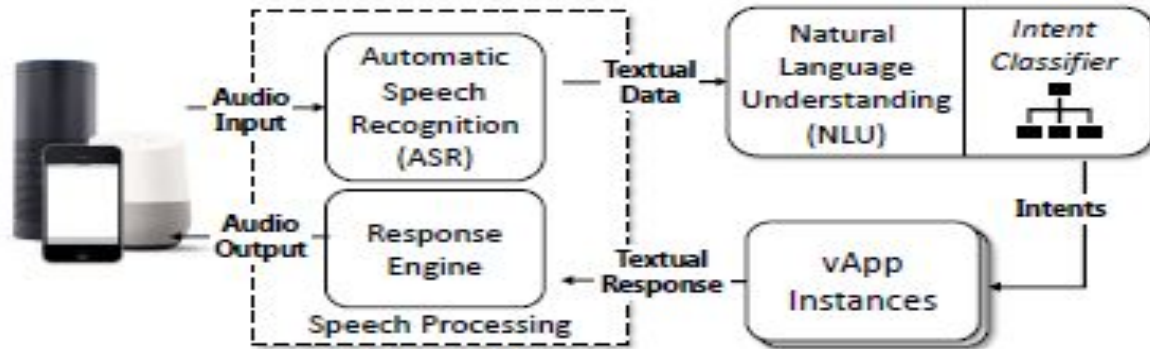 Audio
Input
Automatic
Speech
Recognition
(ASR)
Textual
Data
Natural
Language
Understanding
(NLU)
Intent
Classifier
Intents
vApp
Instances
Textual
Response
Response
Engine
Audio
Output
Speech Processing